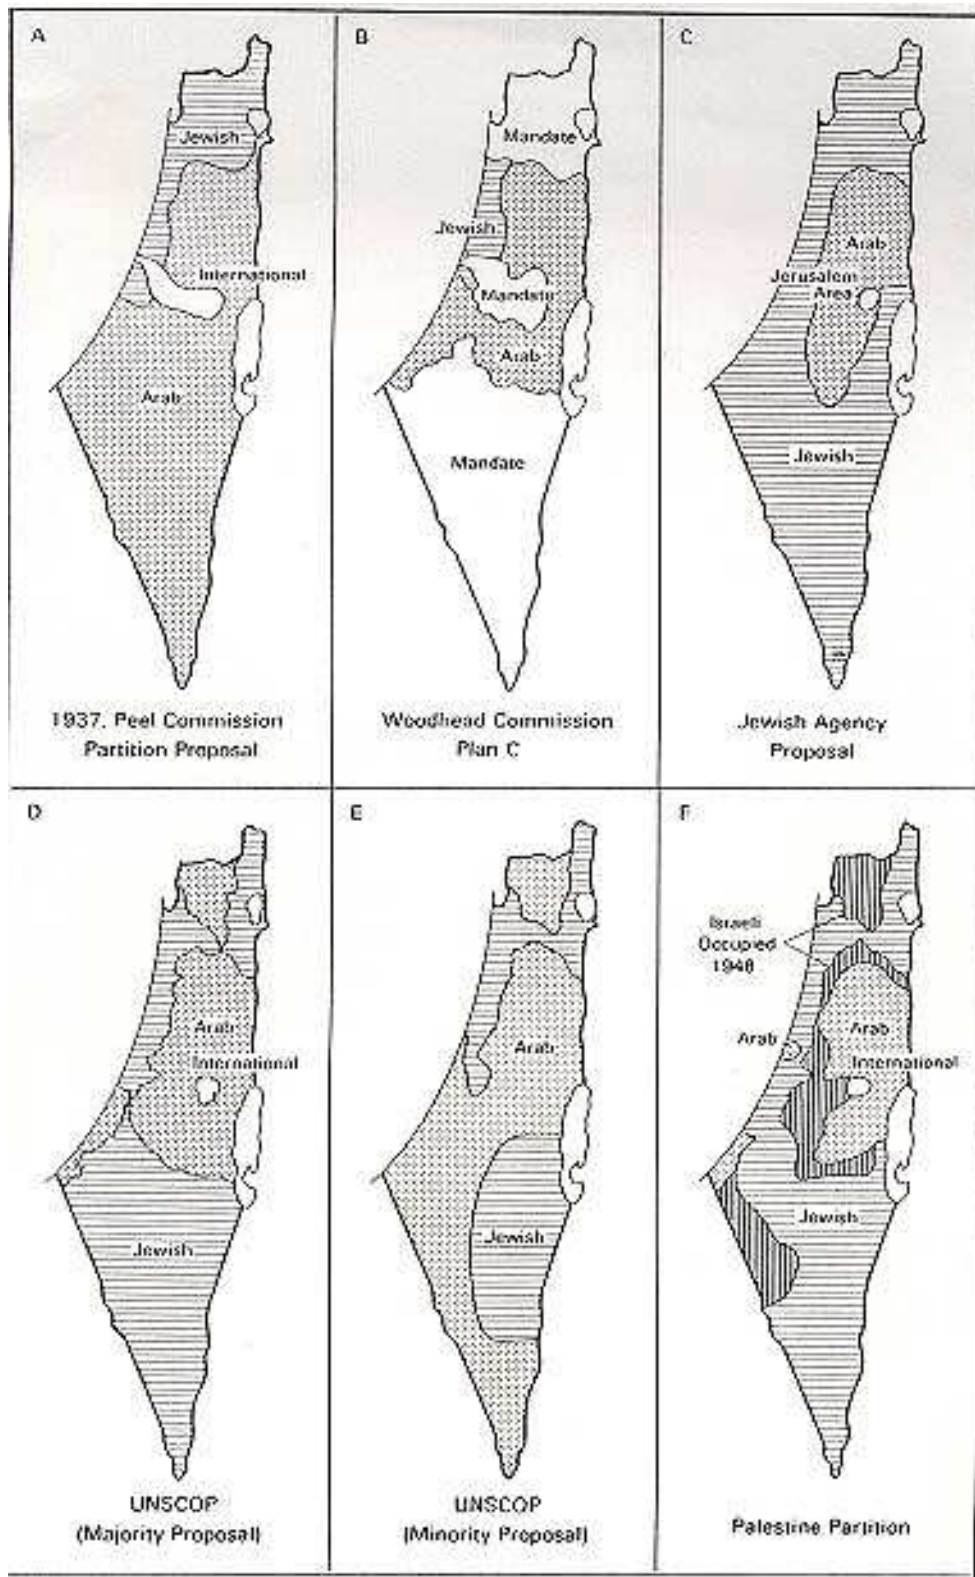 A
Jewish
International
Arab
1937. Peel Commission
Partition Proposal
B
Mandate
Jewish
Mandate
Arab
Mandate
Woodhead Commission
Plan C
C
Arab
Jerusalem
Area
Jewish
Jewish Agency
Proposal
D
Arab
International
Jewish
UNSCOP
(Majority Proposal)
E
Arab
Jewish
UNSCOP
(Minority Proposal)
F
Israeli
Occupied
1948
Arab
Arab
International
Jewish
Palestine Partition